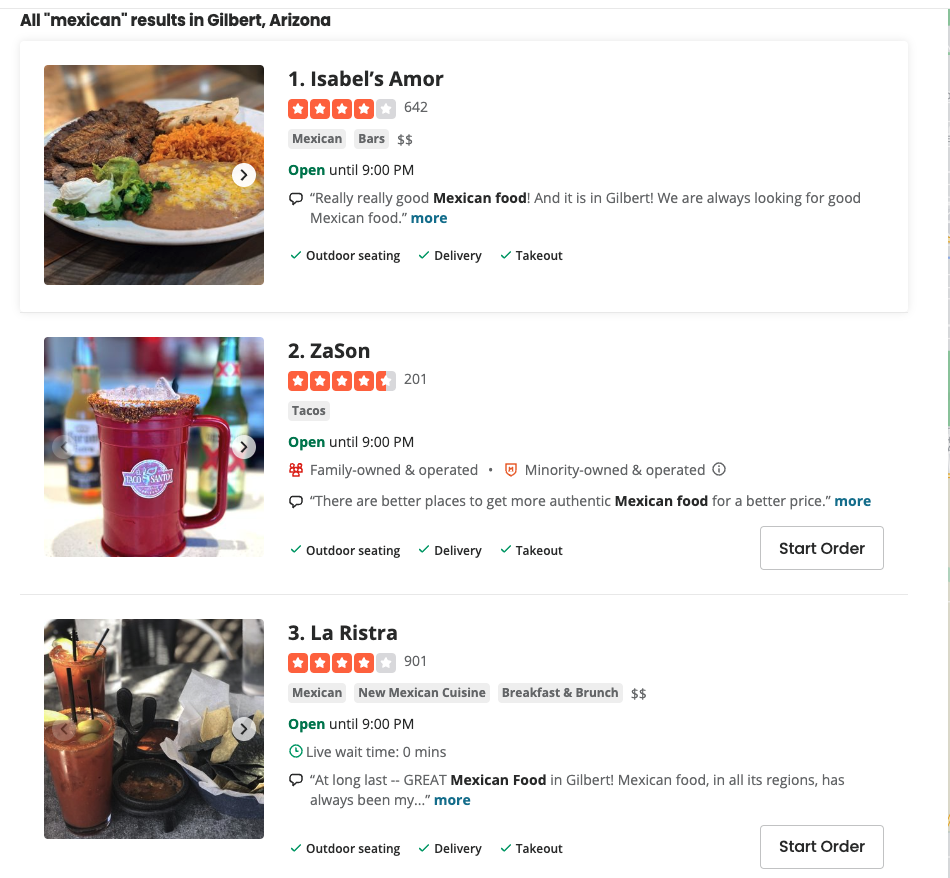 All "mexican" results in Gilbert, Arizona
1. Isabel’s Amor
642
Mexican Bars $$
Open until 9:00 PM
“Really really good Mexican food! And it is in Gilbert! We are always looking for good
Mexican food.” more
Outdoor seating Delivery Takeout
2. ZaSon
201
Tacos
Open until 9:00 PM
Family-owned & operated • Minority-owned & operated
“There are better places to get more authentic Mexican food for a better price.” more
TACO SANTO
Outdoor seating Delivery Takeout
Start Order
3. La Ristra
901
Mexican New Mexican Cuisine Breakfast & Brunch $$
Open until 9:00 PM
Live wait time: 0 mins
“At long last -- GREAT Mexican Food in Gilbert! Mexican food, in all its regions, has
always been my...” more
Outdoor seating Delivery Takeout
Start Order